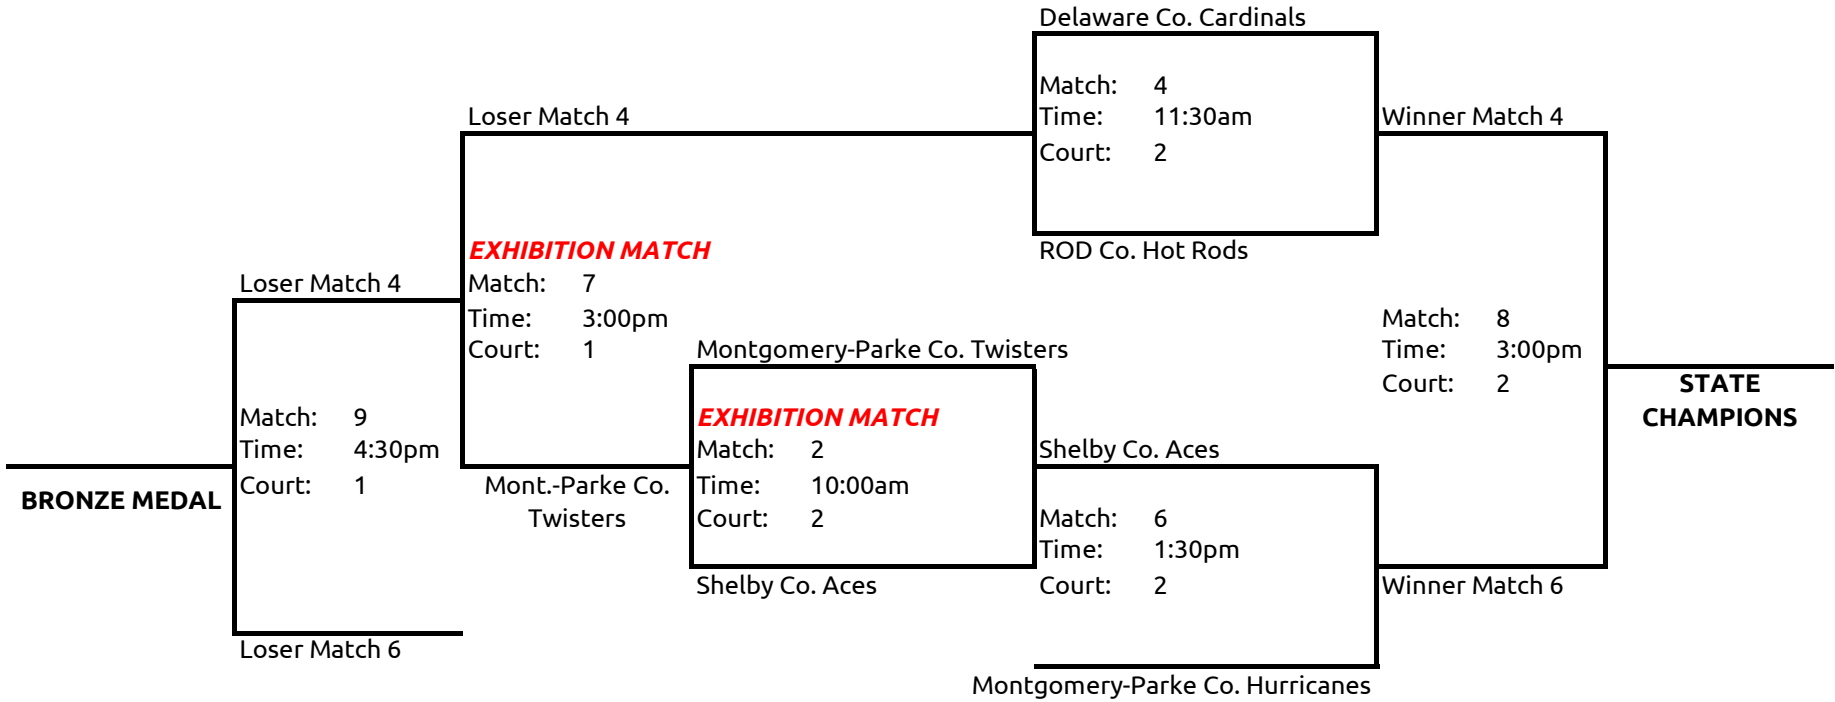 Delaware Co. Cardinals
Match: 4
Loser Match 4
Time: 11:30am
Winner Match 4
Court: 2
EXHIBITION MATCH
ROD Co. Hot Rods
Loser Match 4
Match: 7
Time: 3:00pm
Match: 8
Court: 1
Montgomery-Parke Co. Twisters
Time: 3:00pm
Court: 2
STATE
CHAMPIONS
Match: 9
EXHIBITION MATCH
Time: 4:30pm
Match: 2
Shelby Co. Aces
BRONZE MEDAL
Court: 1
Mont.-Parke Co.
Twisters
Time: 10:00am
Court: 2
Match: 6
Time: 1:30pm
Shelby Co. Aces
Court: 2
Winner Match 6
Loser Match 6
Montgomery-Parke Co. Hurricanes